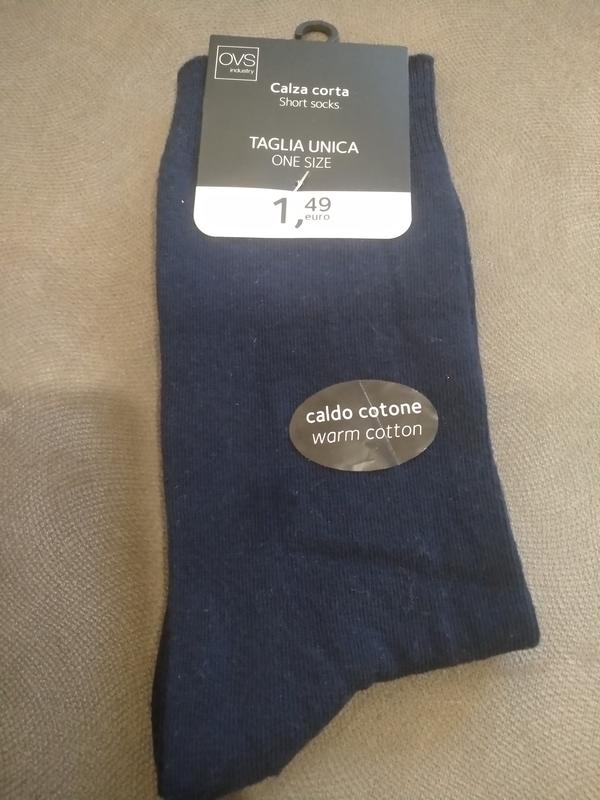 OVS
industry
Calza corta
Short socks
TAGLIA UNICA
ONE SIZE
1,49
euro
caldo cotone
warm cotton